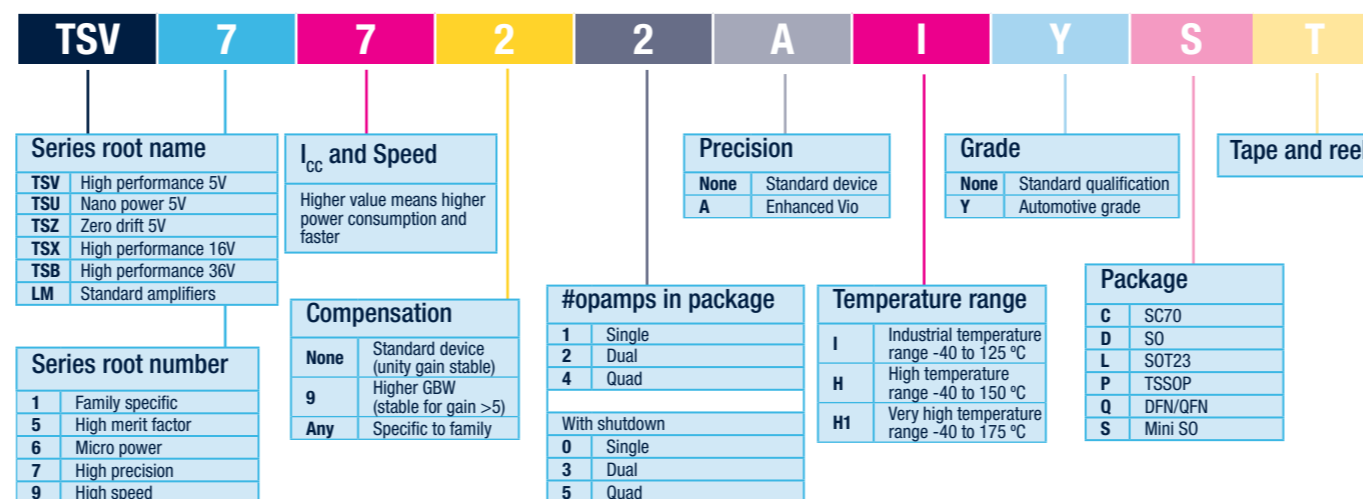 TSV 7 7 2 2 A I Y S T
Series root name
TSV High performance 5V
TSU Nano power 5V
TSZ Zero drift 5V
TSX High performance 16V
TSB High performance 36V
LM Standard amplifiers
Series root number
1 Family specific
5 High merit factor
6 Micro power
7 High precision
9 High speed
Icc and Speed
Higher value means higher
power consumption and
faster
Compensation
None Standard device
(unity gain stable)
9 Higher GBW
(stable for gain >5)
Any Specific to family
#opamps in package
1 Single
2 Dual
4 Quad
With shutdown
0 Single
3 Dual
5 Quad
Precision
None Standard device
A Enhanced Vio
Temperature range
I Industrial temperature
range -40 to 125 ºC
H High temperature
range -40 to 150 ºC
H1 Very high temperature
range -40 to 175 ºC
Grade
None Standard qualification
Y Automotive grade
Package
C SC70
D SO
L SOT23
P TSSOP
Q DFN/QFN
S Mini SO
Tape and reel